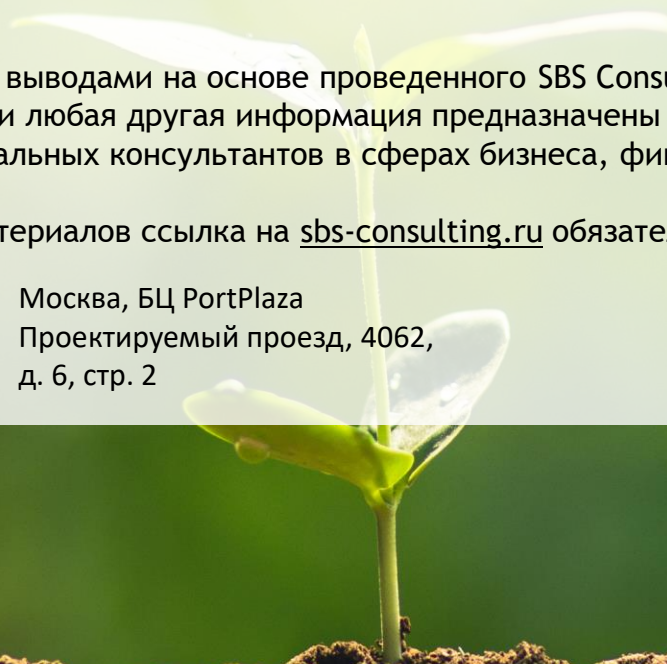 выводами на основе проведенного SBS Consu
и любая другая информация предназначены
альных консультантов в сферах бизнеса, фи
териалов ссылка на sbs-consulting.ru обязате
Москва, БЦ PortPlaza
Проектируемый проезд, 4062,
д. 6, стр. 2